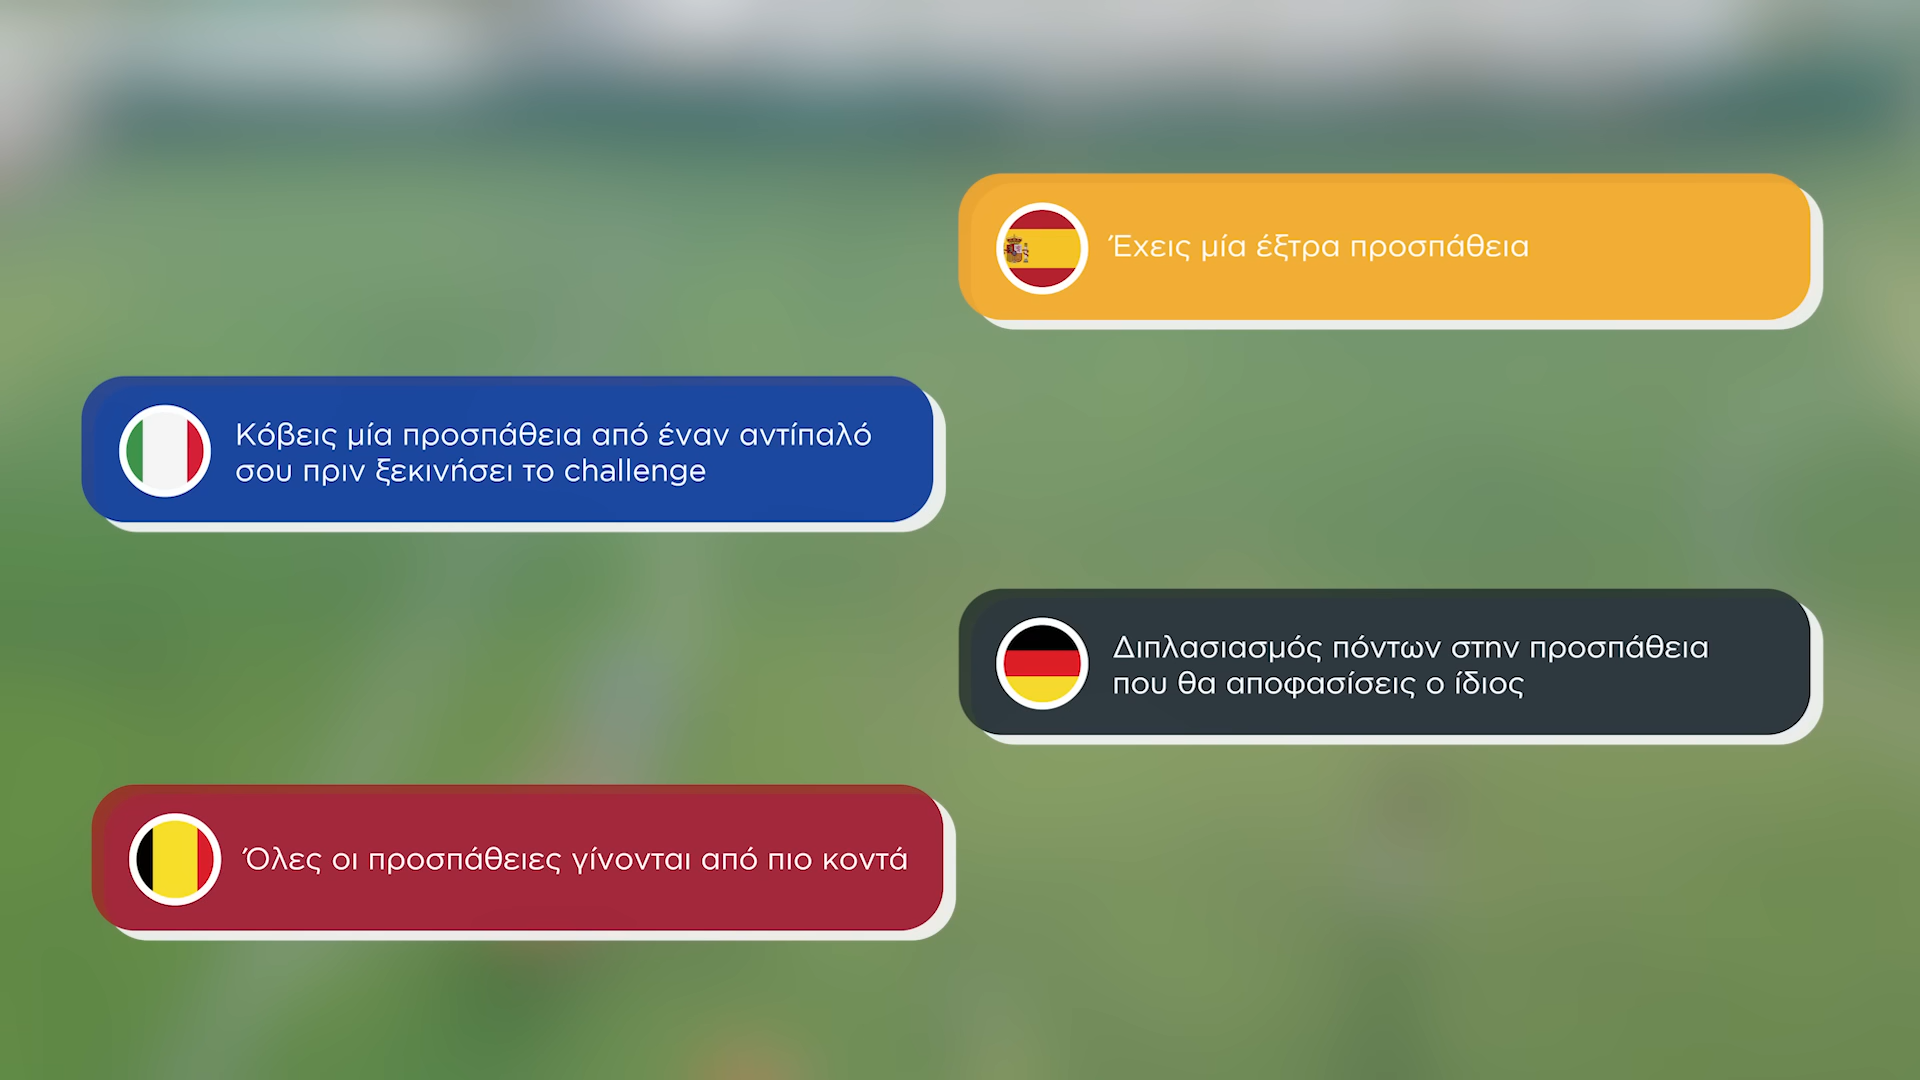 Έχεις μία έξτρα προσπάθεια
Κόβεις μία προσπάθεια από έναν αντίπαλό
σου πριν ξεκινήσει το challenge
Διπλασιασμός πόντων στην προσπάθεια
που θα αποφασίσεις ο ίδιος
Όλες οι προσπάθειες γίνονται από πιο κοντά